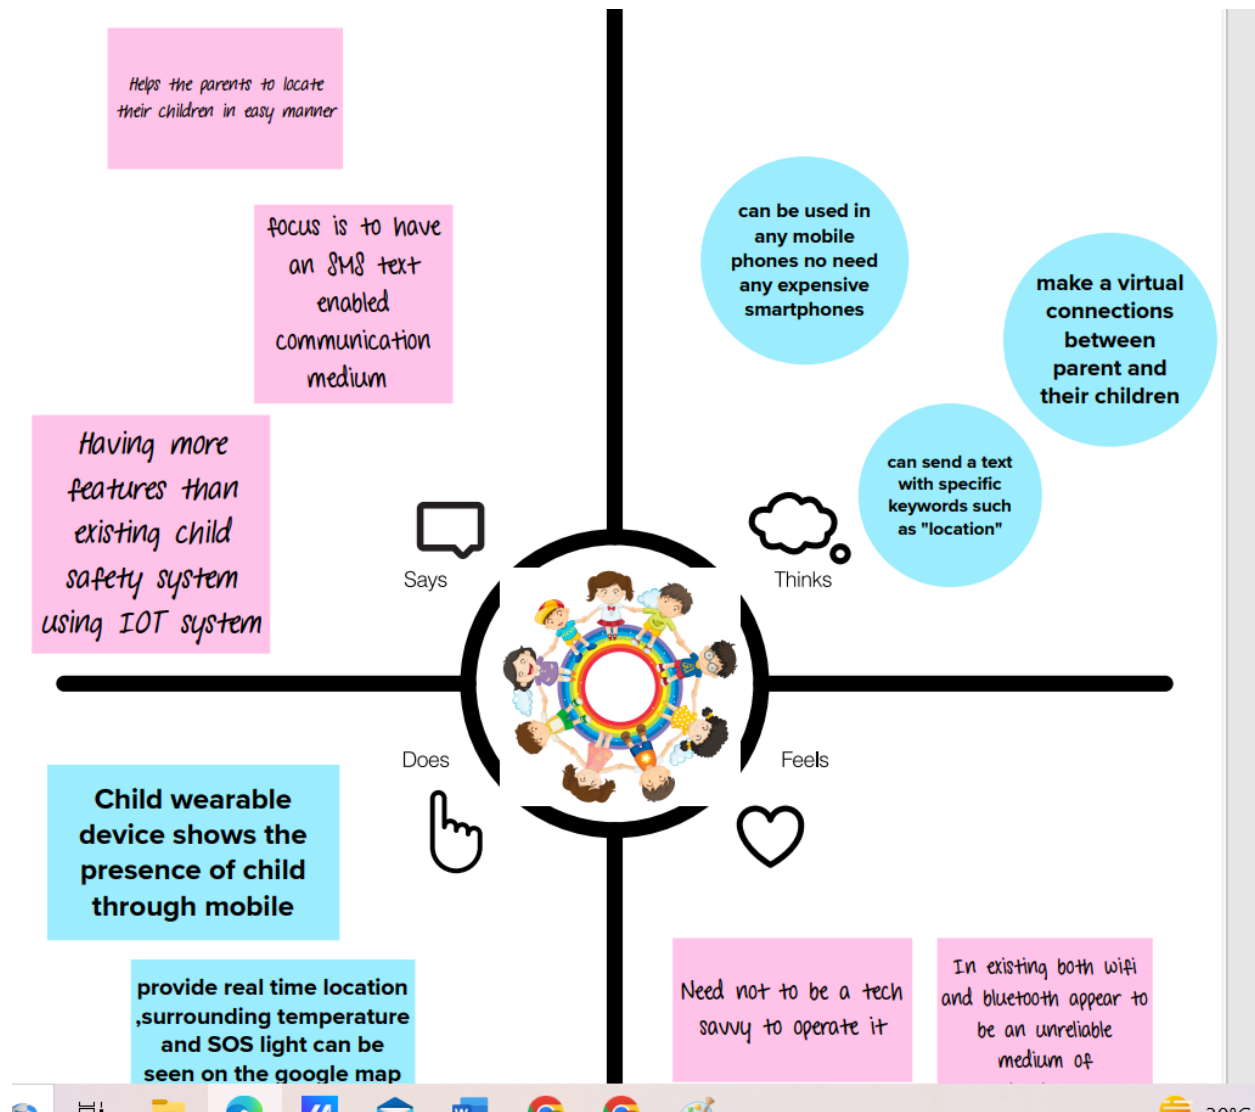 Helps the parents to locate
their children in easy manner
focus is to have
an SMS text
enabled
communication
medium
Having more
features than
existing child
safety system
using IOT system
Says
can be used in
any mobile
phones no need
any expensive
smartphones
make a virtual
connections
between
parent and
their children
can send a text
with specific
keywords such
as "location"
Thinks
Does
Child wearable
device shows the
presence of child
through mobile
provide real time location
,surrounding temperature
and SOS light can be
seen on the google map
Feels
Need not to be a tech
savvy to operate it
In existing both wifi
and bluetooth appear to
be an unreliable
medium of